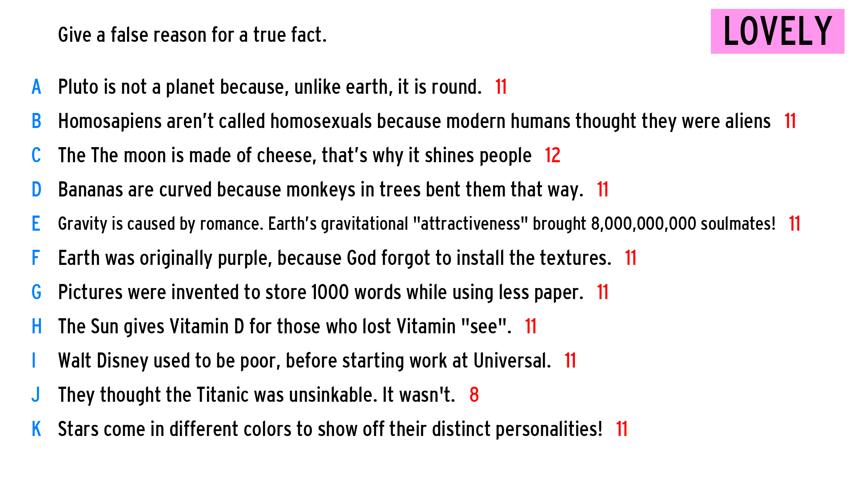 Give a false reason for a true fact.
LOVELY
A Pluto is not a planet because, unlike earth, it is round. 11
B Homosapiens aren't called homosexuals because modern humans thought they were aliens 11
C The The moon is made of cheese, that's why it shines people 12
D Bananas are curved because monkeys in trees bent them that way. 11
E Gravity is caused by romance. Earth's gravitational "attractiveness" brought 8,000,000,000 soulmates! 11
F Earth was originally purple, because God forgot to install the textures. 11
G Pictures were invented to store 1000 words while using less paper. 11
H The Sun gives Vitamin D for those who lost Vitamin "see". 11
I Walt Disney used to be poor, before starting work at Universal. 11
J They thought the Titanic was unsinkable. It wasn't. 8
K Stars come in different colors to show off their distinct personalities! 11